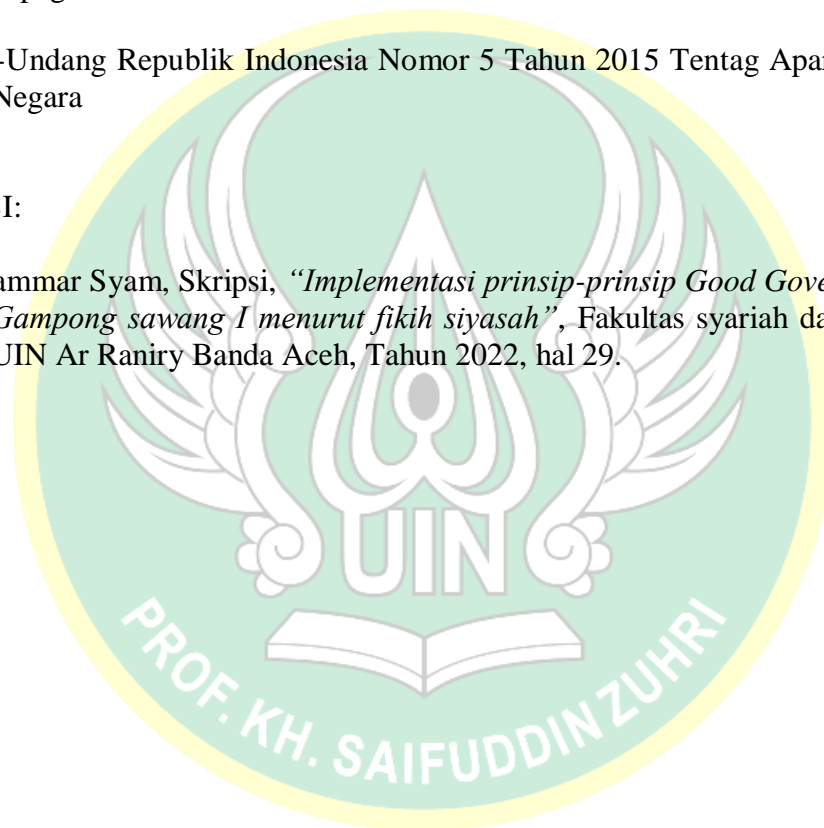 -Undang Republik Indonesia Nomor 5 Tahun 2015 Tentag Apar
Negara
I:
ammar Syam, Skripsi, “Implementasi prinsip-prinsip Good Gove
Gampong sawang I menurut fikih siyasah”, Fakultas syariah da
UIN Ar Raniry Banda Aceh, Tahun 2022, hal 29.
UIN
PROF. KH. SAIFUDDIN ZUHRI